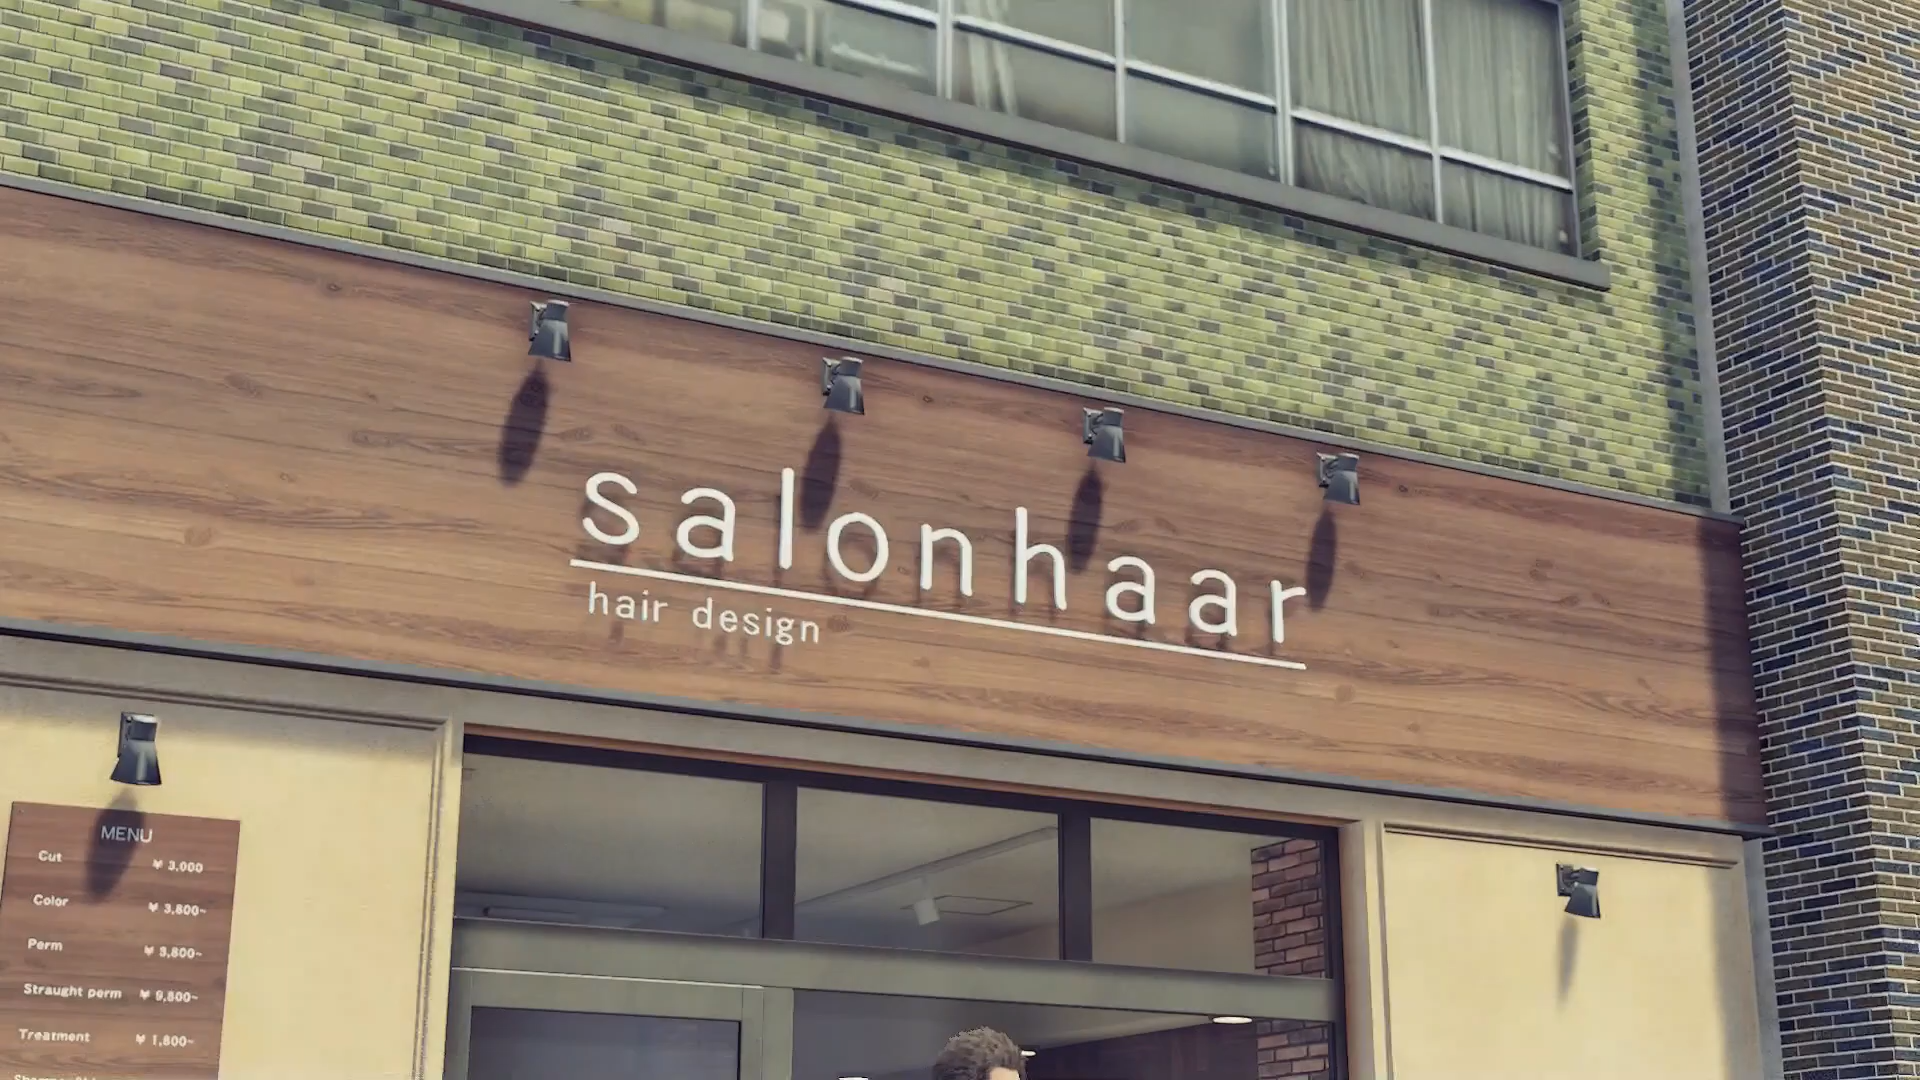 salonhaar
hair design
MENU
Cut ¥ 3,000
Color ¥ 3,800~
Perm ¥ 3,800~
Straught perm ¥ 9,800~
Treatment ¥ 1,800~